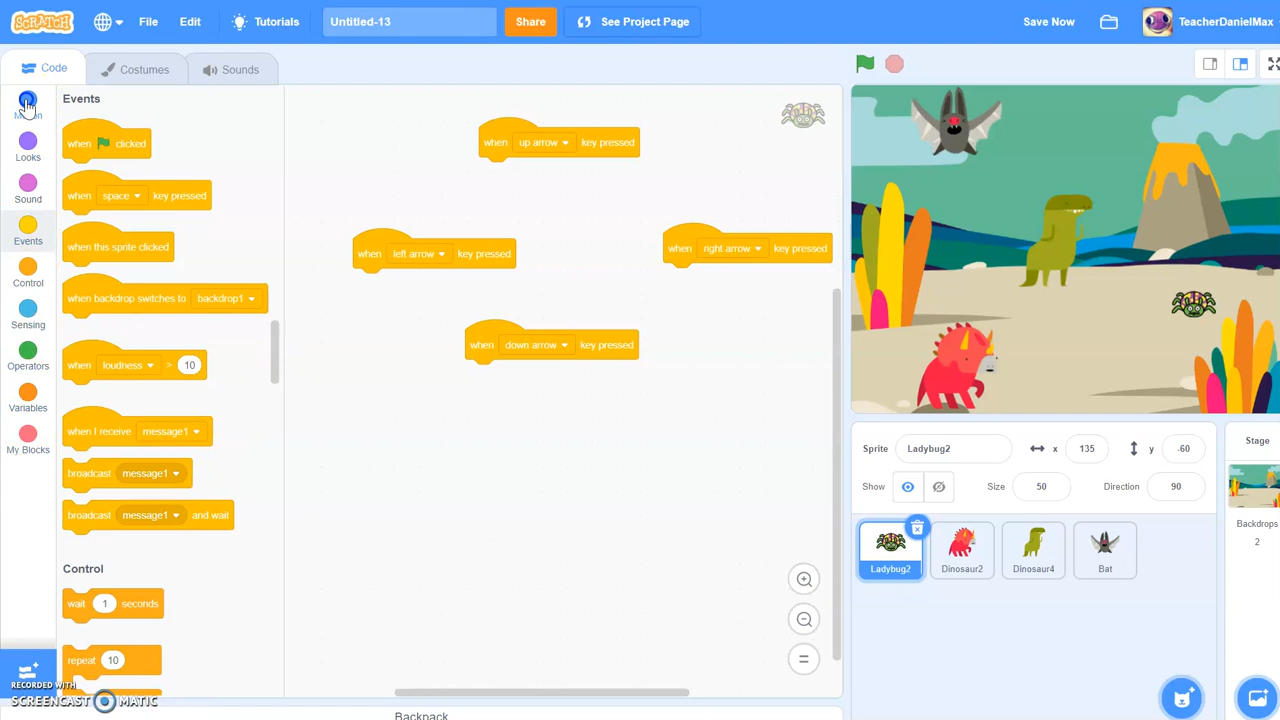 SCRATCH File Edit Tutorials Untitled-13 Share See Project Page Save Now TeacherDanielMax
Code Costumes Sounds
Motion
Looks
Sound
Events
Control
Sensing
Operators
Variables
My Blocks
Events
when clicked
when space key pressed
when this sprite clicked
when backdrop switches to backdrop1
when loudness > 10
when I receive message1
broadcast message1
broadcast message1 and wait
Control
wait 1 seconds
repeat 10
when up arrow key pressed
when left arrow key pressed
when right arrow key pressed
when down arrow key pressed
Sprite Ladybug2 x 135 y -60
Show Size 50 Direction 90
Ladybug2 Dinosaur2 Dinosaur4 Bat
Stage
Backdrops
2
Backpack
RECORDED WITH
SCREENCAST MATIC